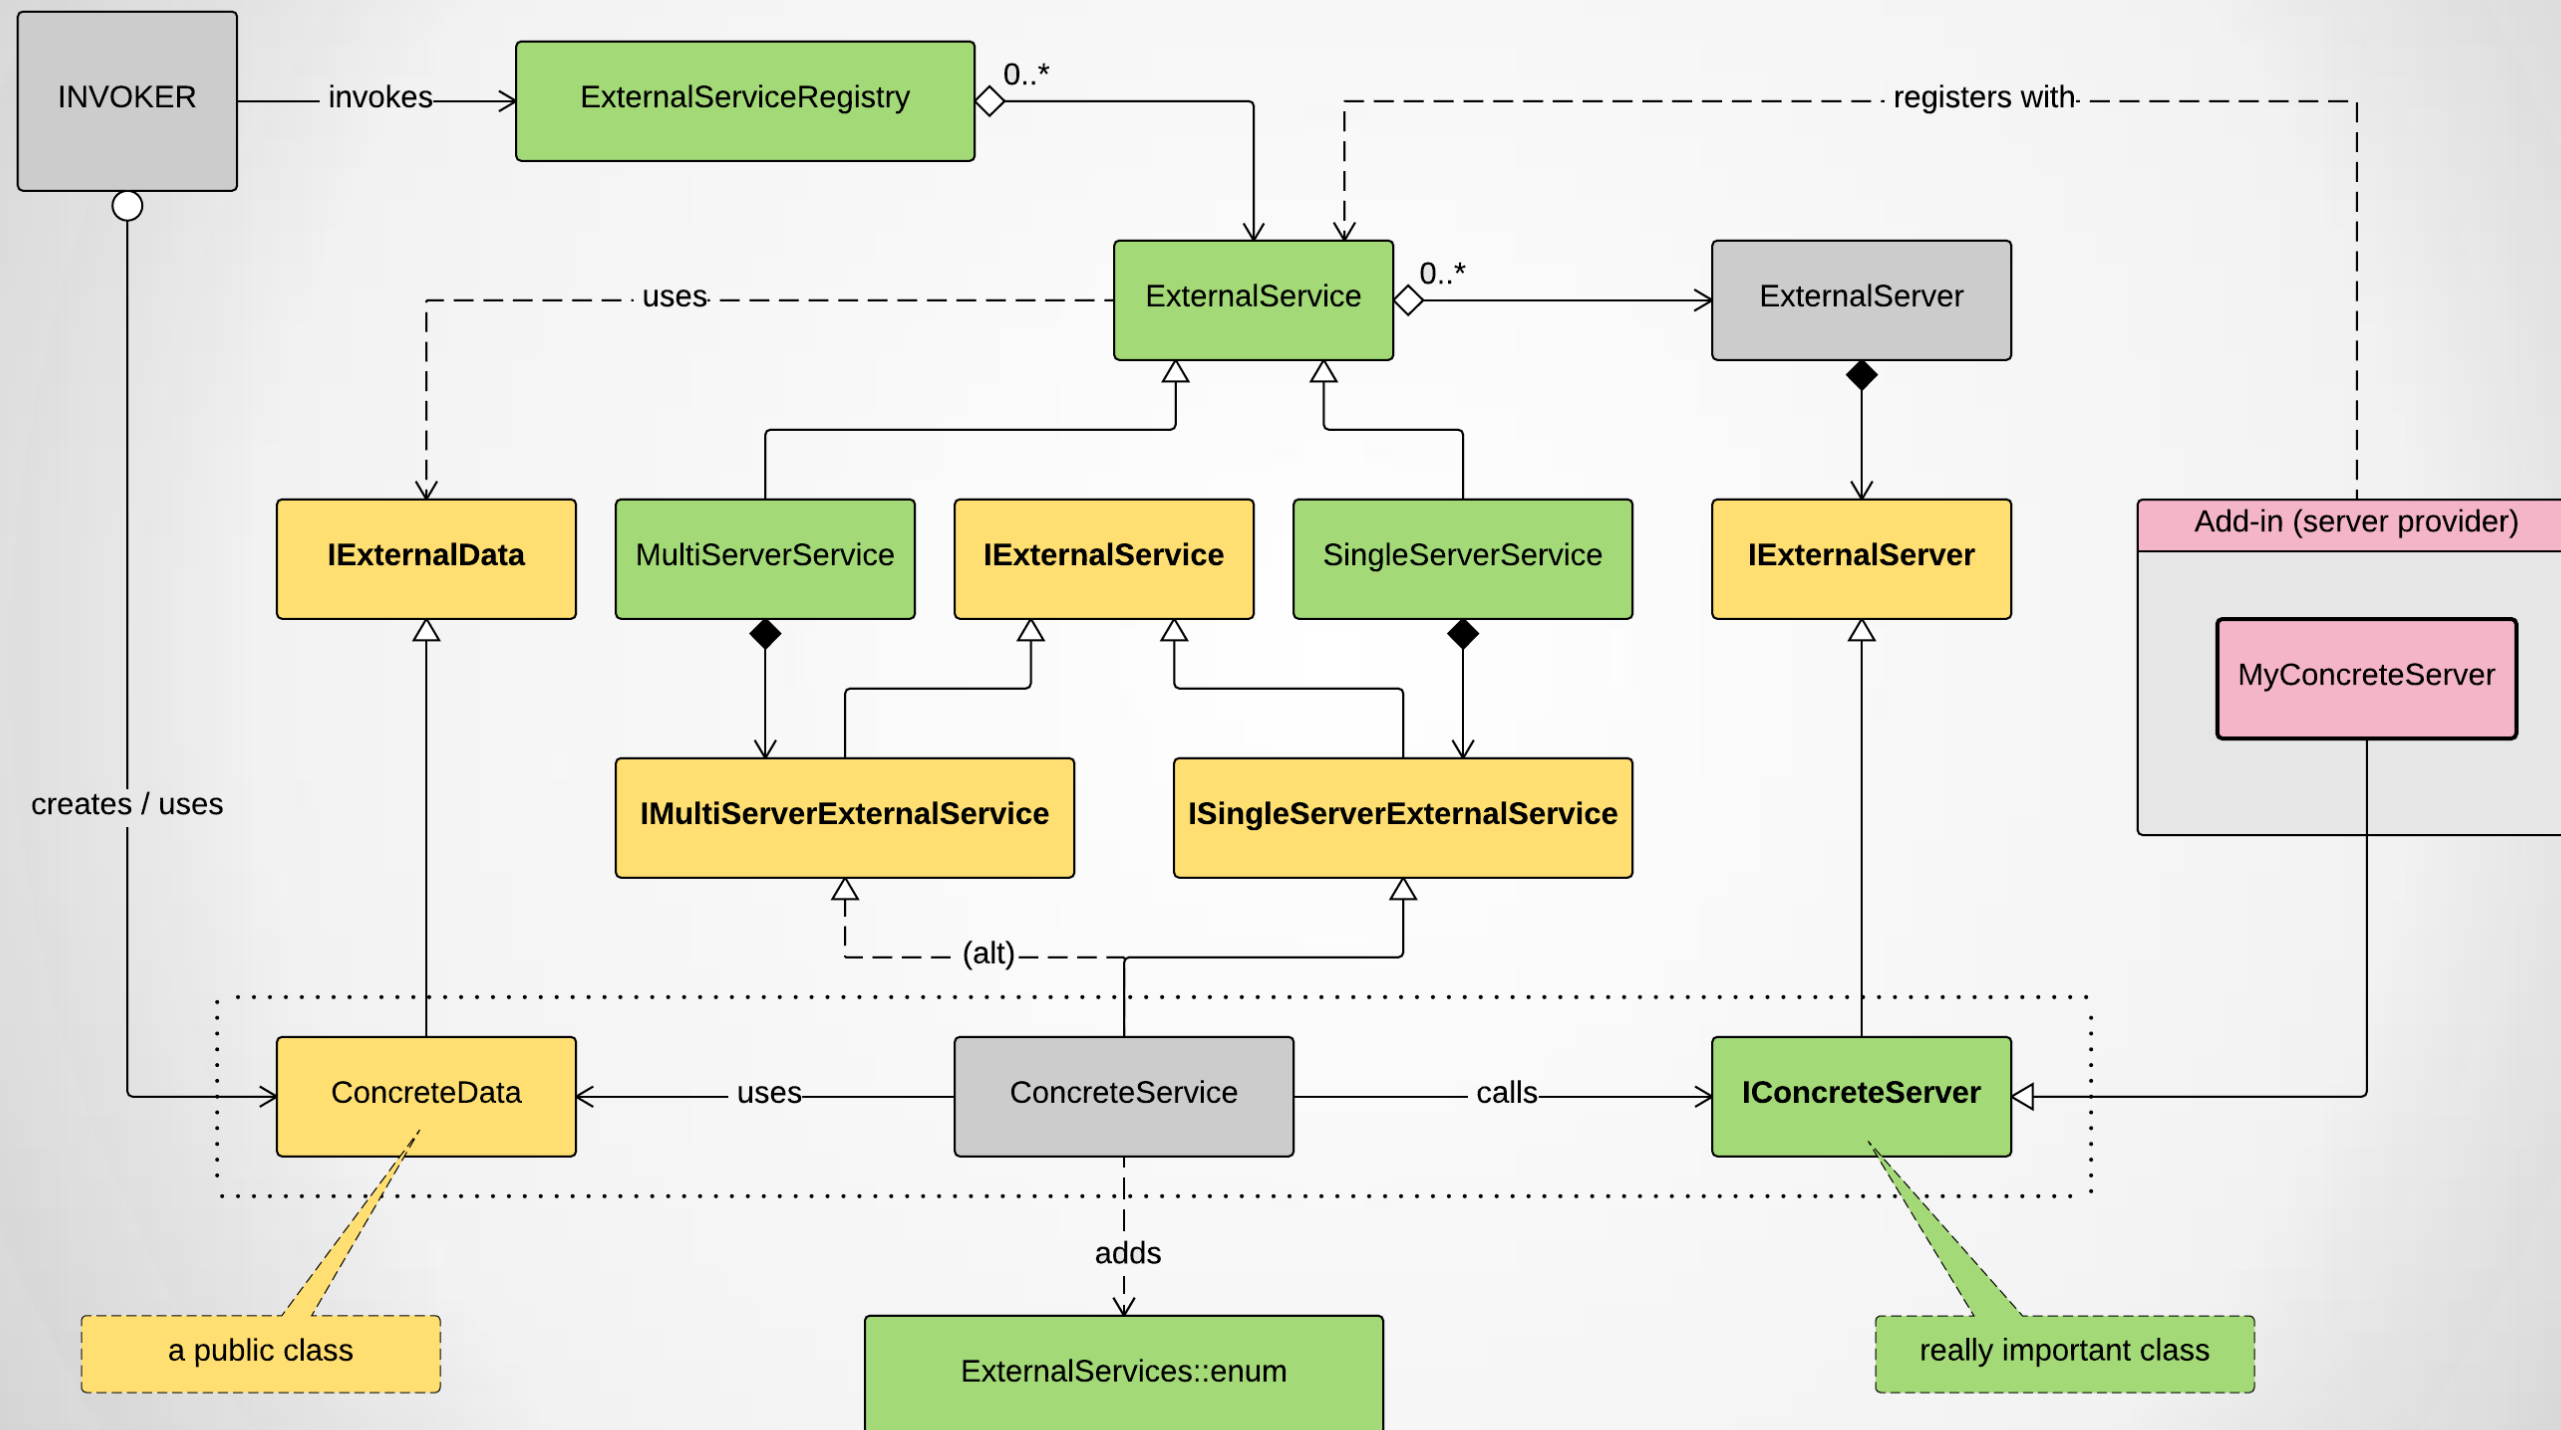 INVOKER
invokes
ExternalServiceRegistry
0..*
registers with
uses
ExternalService
0..*
ExternalServer
IExternalData
MultiServerService
IExternalService
SingleServerService
IExternalServer
Add-in (server provider)
MyConcreteServer
creates / uses
IMultiServerExternalService
ISingleServerExternalService
(alt)
ConcreteData
uses
ConcreteService
calls
IConcreteServer
adds
a public class
ExternalServices::enum
really important class